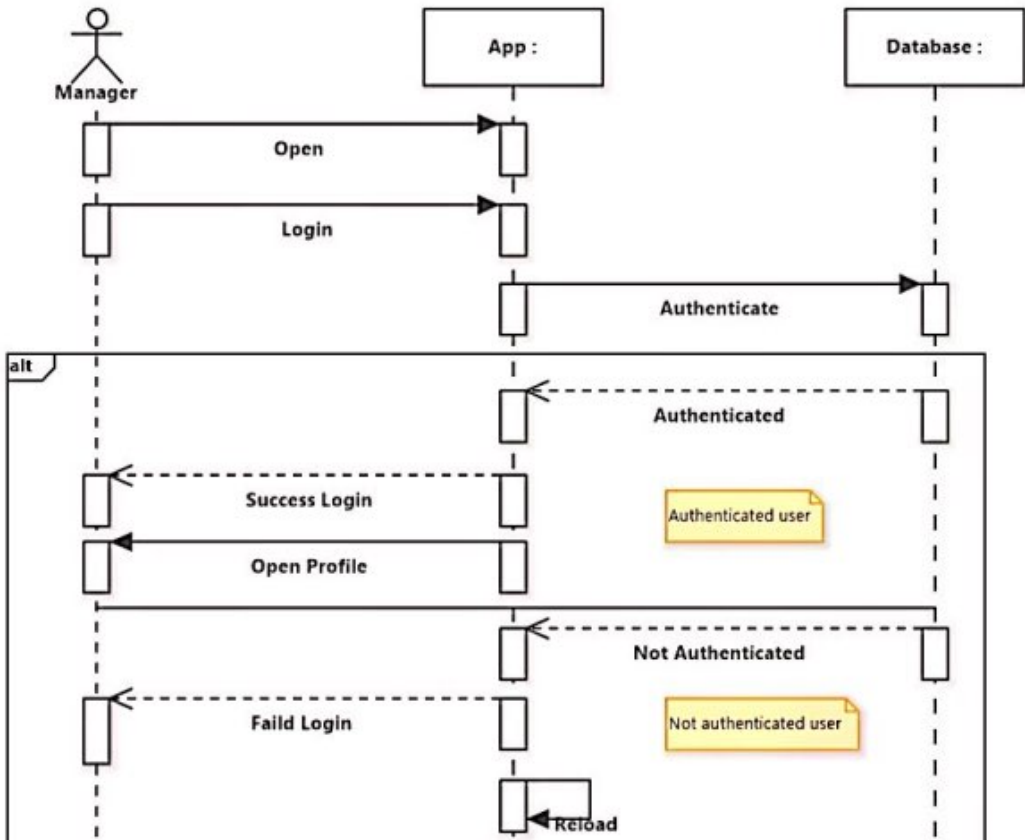 Manager
App :
Database :
Open
Login
Authenticate
alt
Authenticated
Success Login
Authenticated user
Open Profile
Not Authenticated
Faild Login
Not authenticated user
Reload